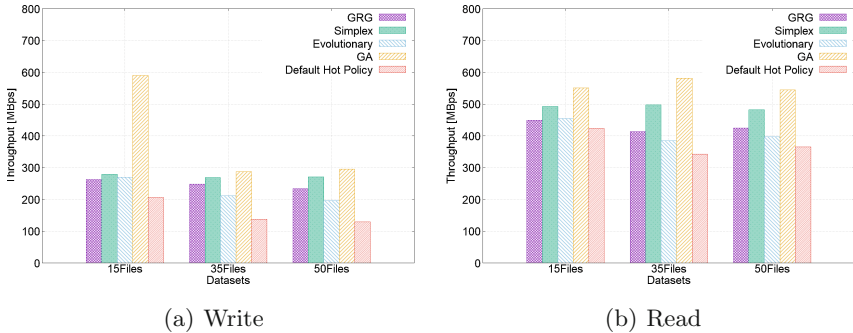 800
700
600
500
400
300
200
100
0
Throughput [MBps]
GRG
Simplex
Evolutionary
GA
Default Hot Policy
15Files
35Files
50Files
Datasets
(a) Write
800
700
600
500
400
300
200
100
0
Throughput [MBps]
GRG
Simplex
Evolutionary
GA
Default Hot Policy
15Files
35Files
50Files
Datasets
(b) Read